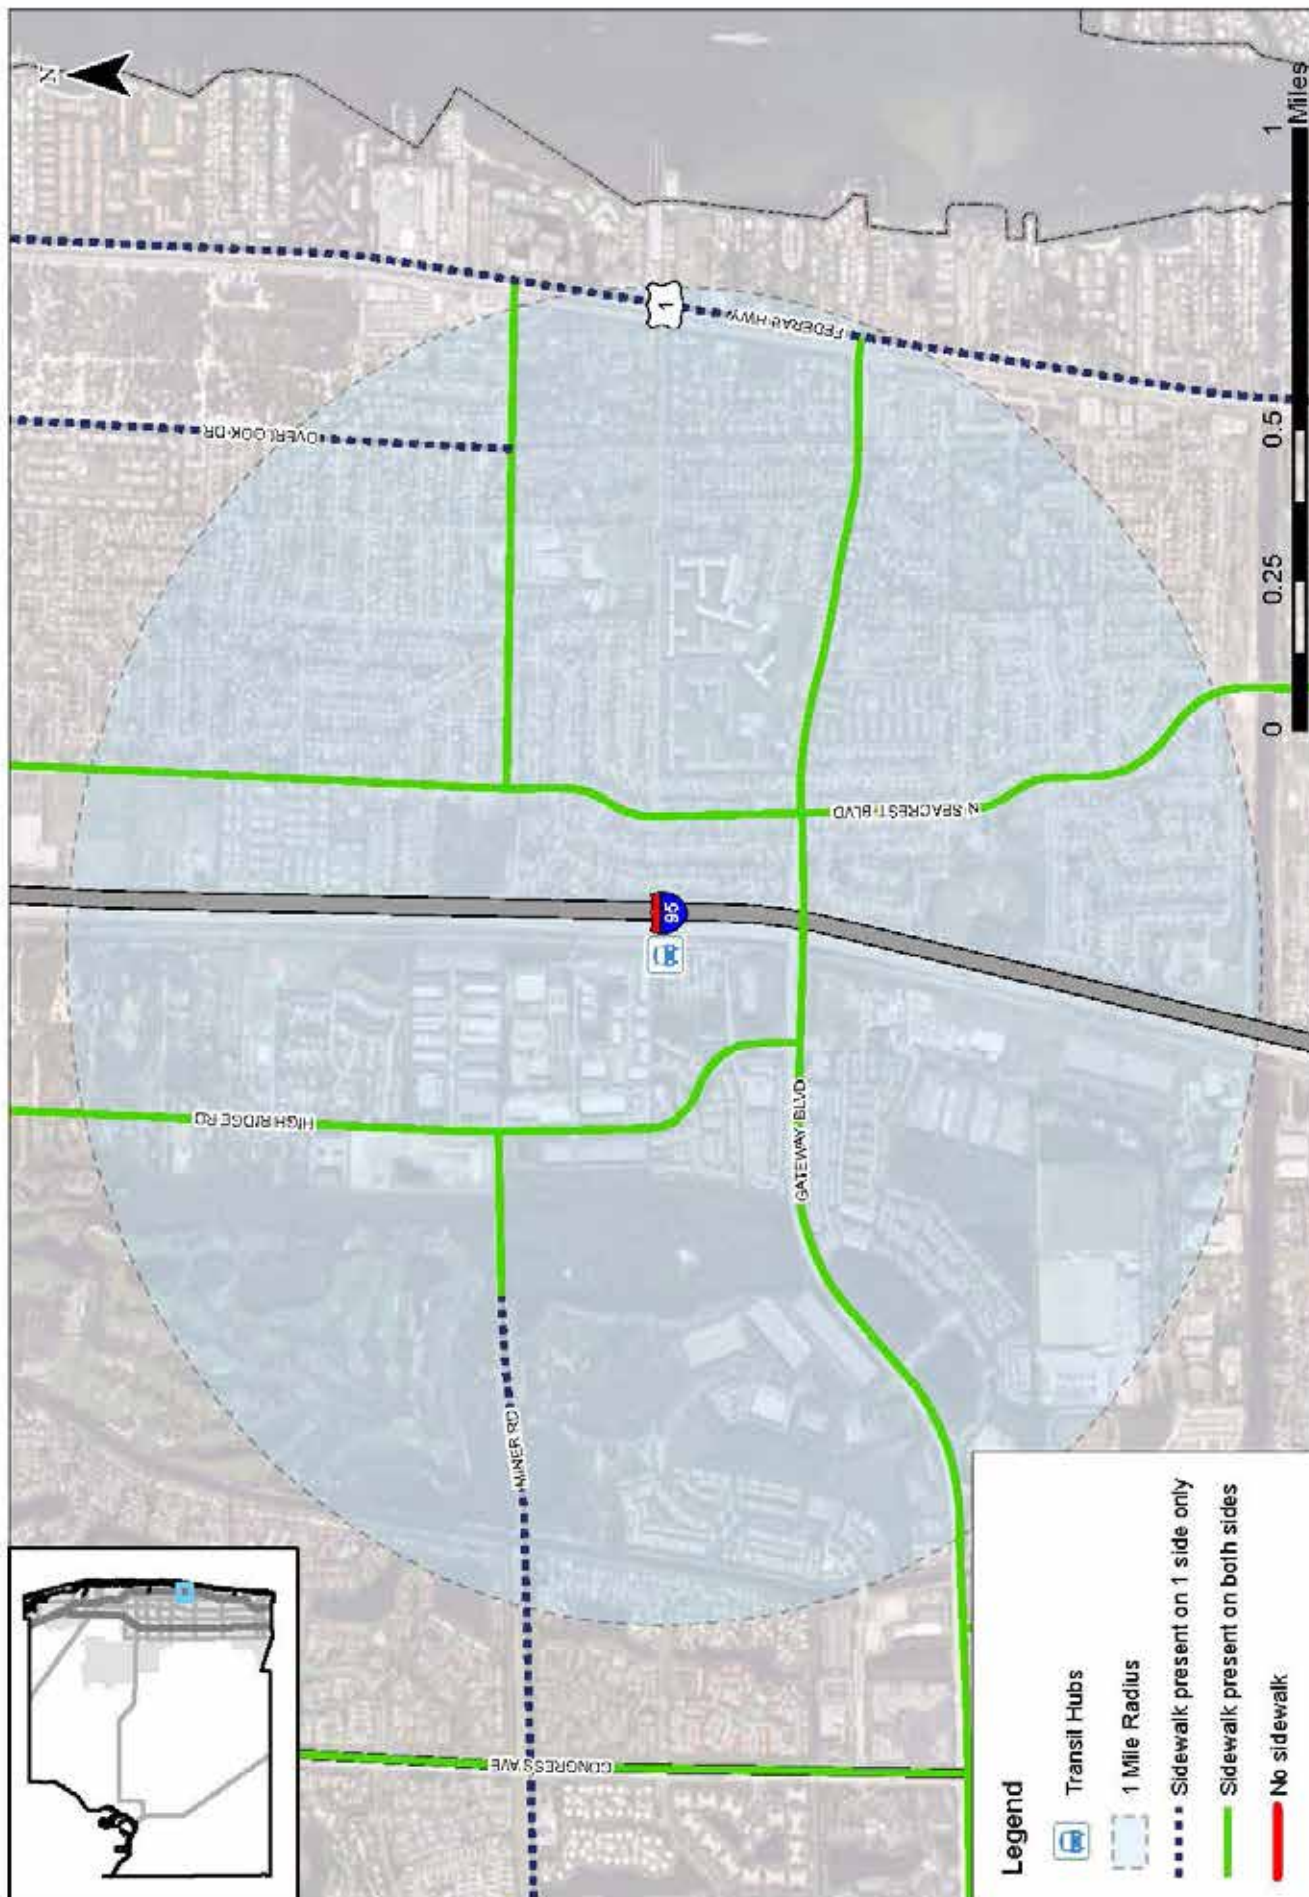 N
OVERLOOK DR
FEDERAL HWY
1
HIGH RIDGE RD
95
N SEACREST BLVD
GATEWAY BLVD
MINER RD
CONGRESS AVE
Legend
Transit Hubs
1 Mile Radius
Sidewalk present on 1 side only
Sidewalk present on both sides
No sidewalk
0 0.25 0.5 1
Miles